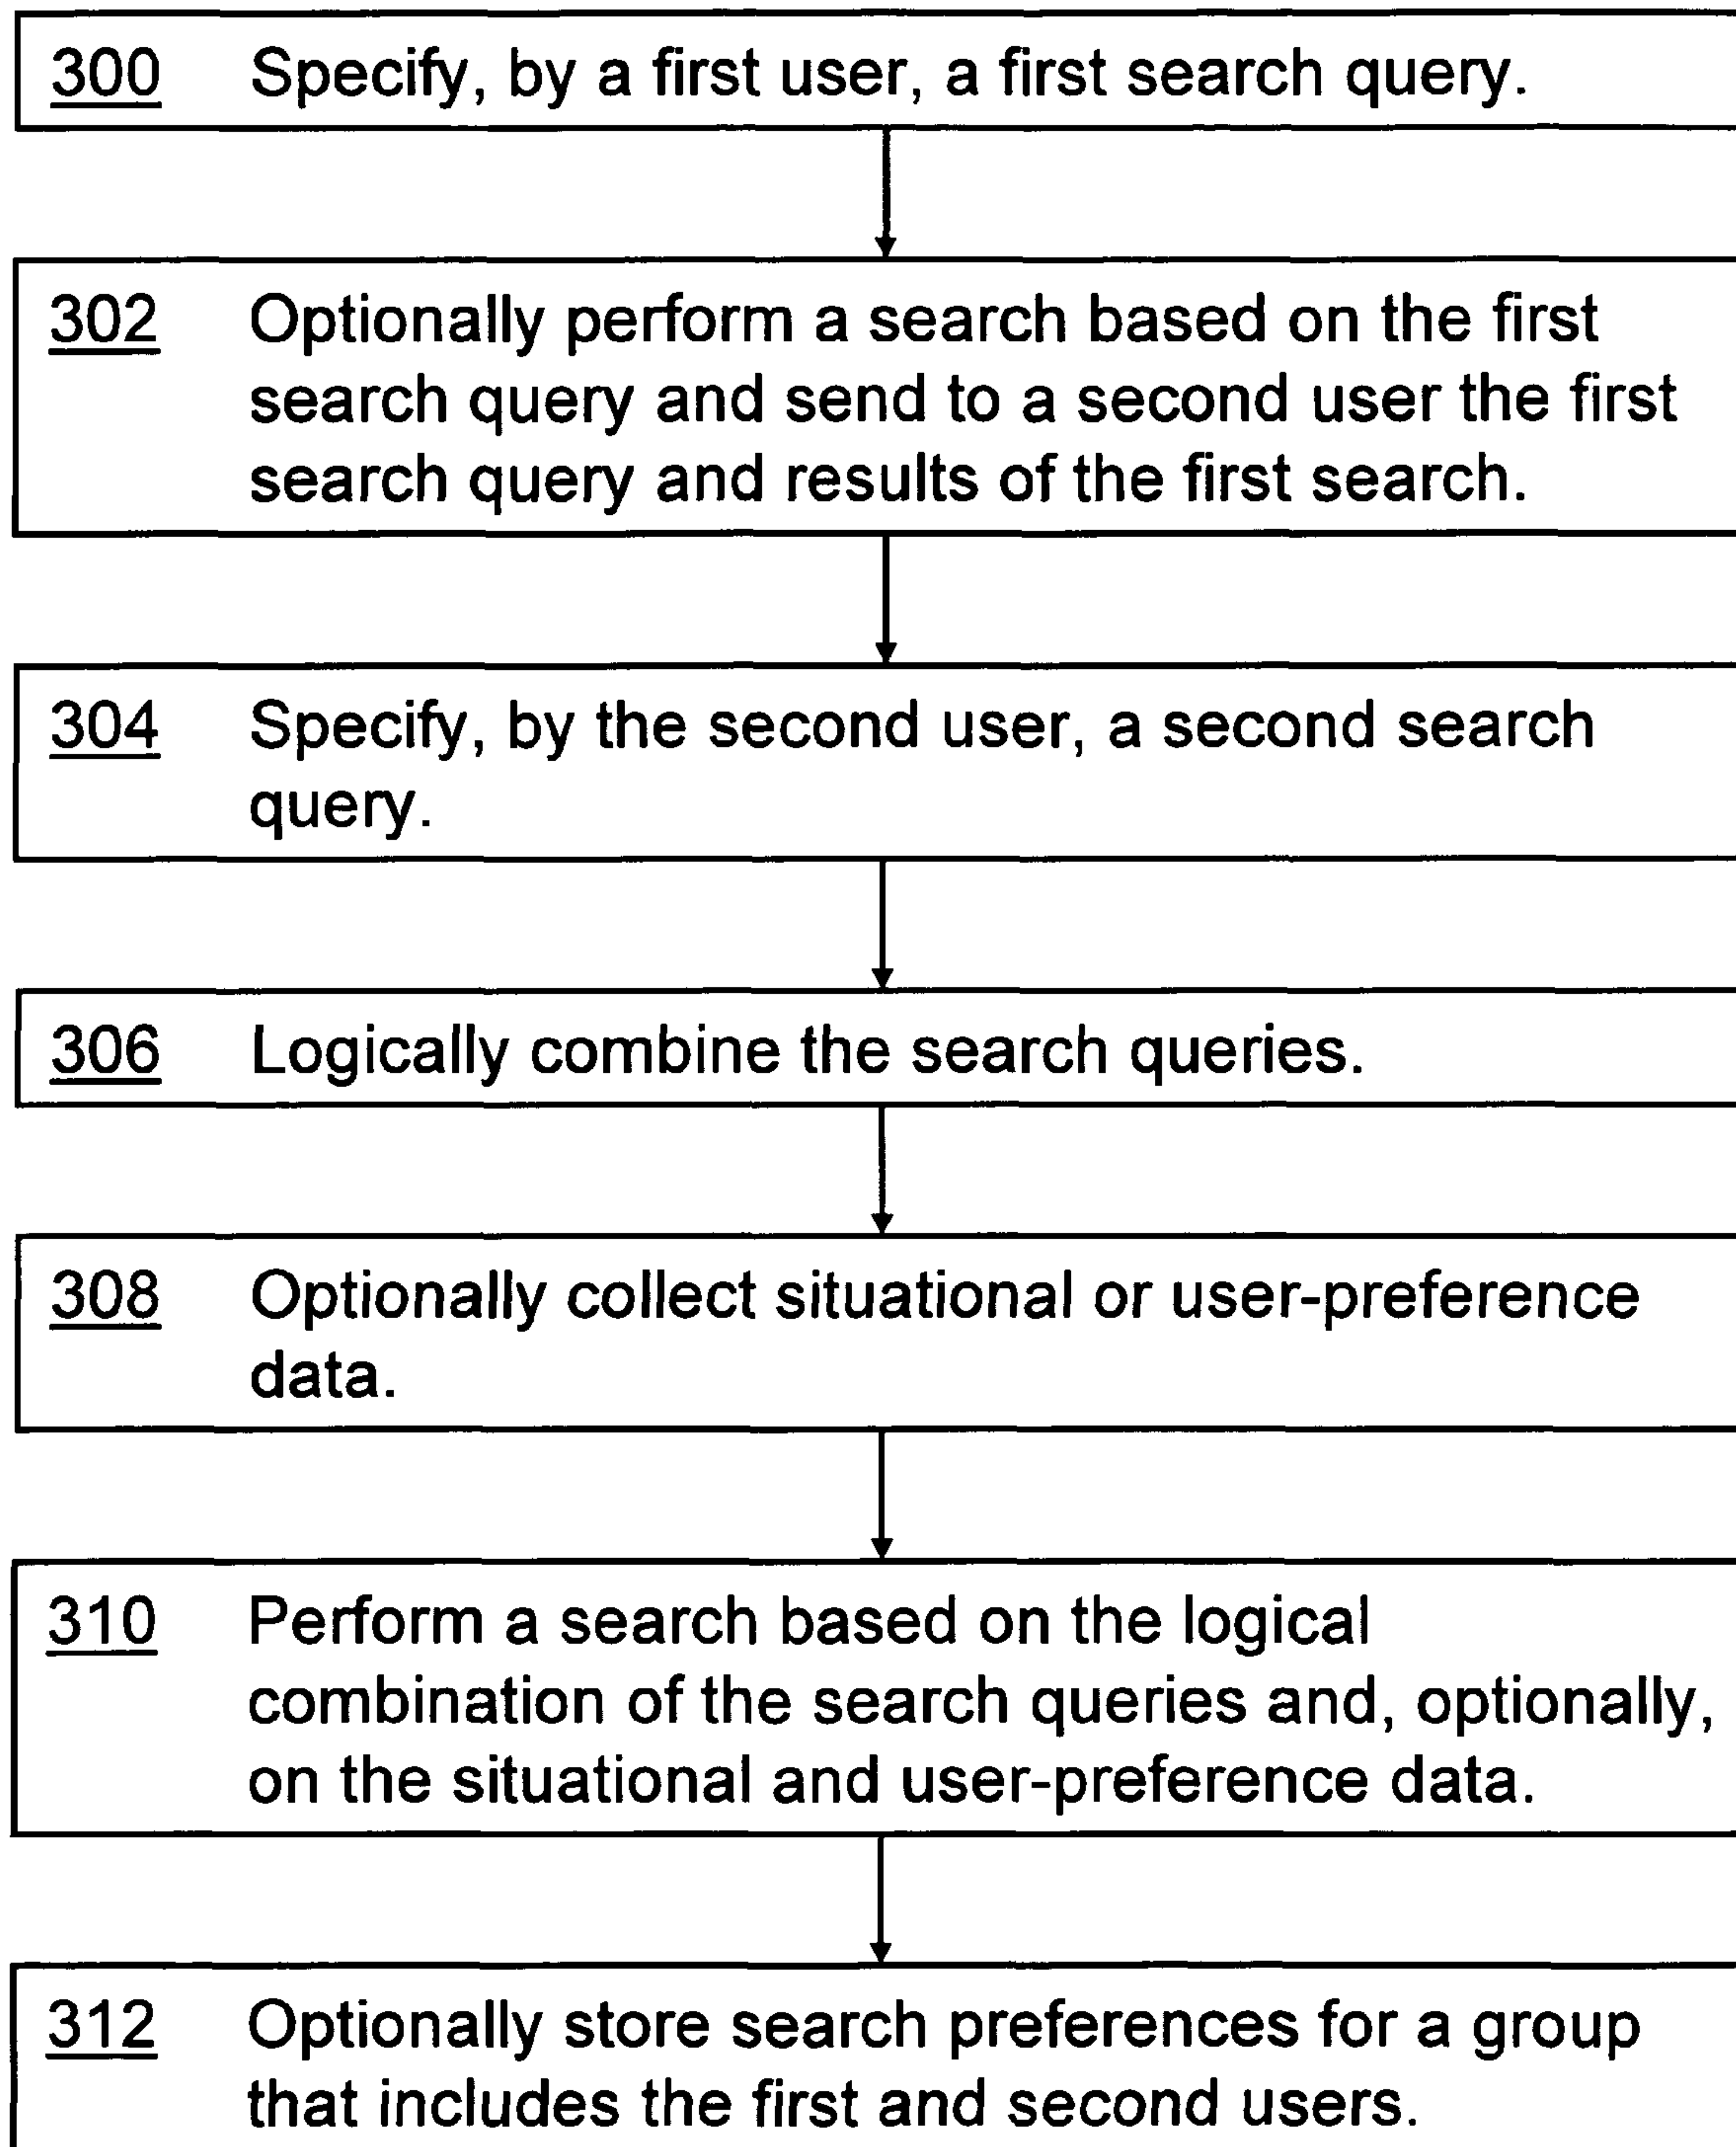 300 Specify, by a first user, a first search query.
302 Optionally perform a search based on the first
search query and send to a second user the first
search query and results of the first search.
304 Specify, by the second user, a second search
query.
306 Logically combine the search queries.
308 Optionally collect situational or user-preference
data.
310 Perform a search based on the logical
combination of the search queries and, optionally,
on the situational and user-preference data.
312 Optionally store search preferences for a group
that includes the first and second users.